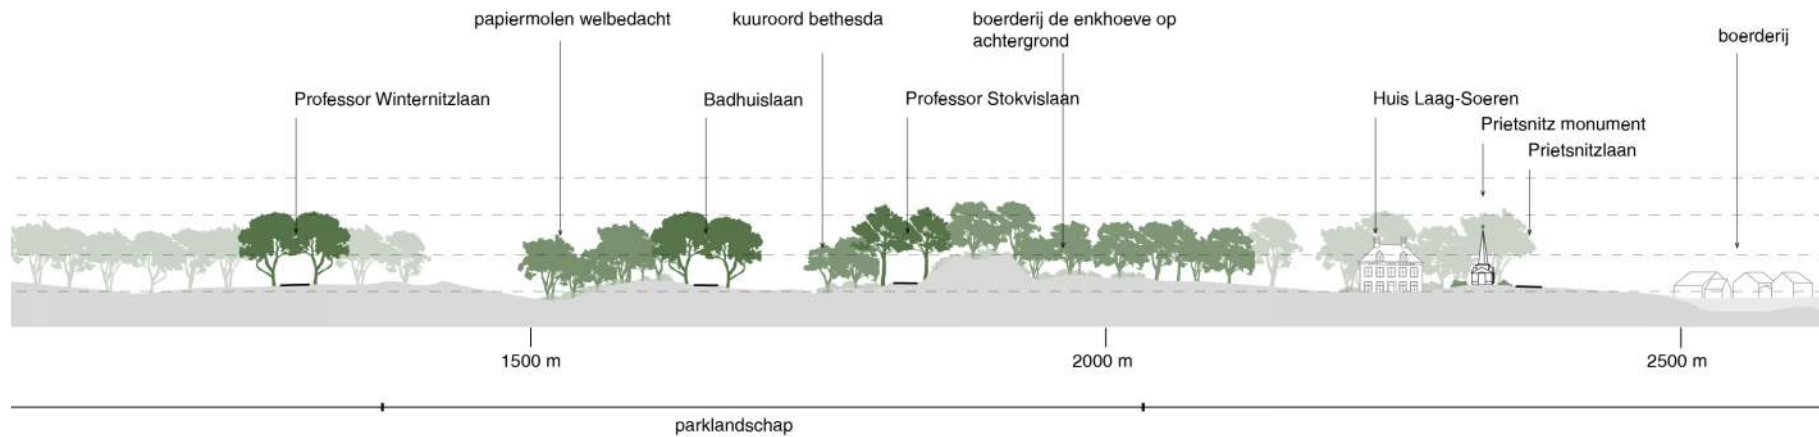 papiermolen welbedacht
kuuroord bethesda
boerderij de enkhoeve op
achtergrond
boerderij
Professor Winternitzlaan
Badhuislaan
Professor Stokvislaan
Huis Laag-Soeren
Prietsnitz monument
Prietsnitzlaan
1500 m
2000 m
2500 m
parklandschap